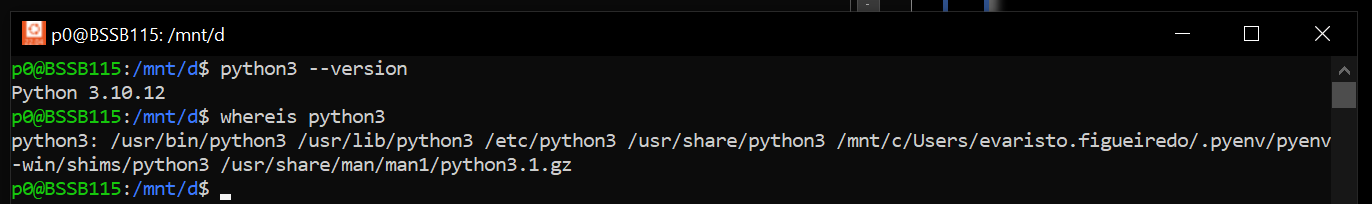 p0@BSSB115: /mnt/d
p0@BSSB115:/mnt/d$ python3 --version
Python 3.10.12
p0@BSSB115:/mnt/d$ whereis python3
python3: /usr/bin/python3 /usr/lib/python3 /etc/python3 /usr/share/python3 /mnt/c/Users/evaristo.figueiredo/.pyenv/pyenv
-win/shims/python3 /usr/share/man/man1/python3.1.gz
p0@BSSB115:/mnt/d$